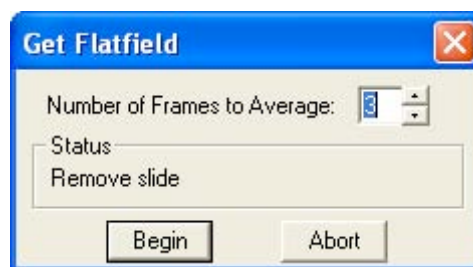 Get Flatfield
Number of Frames to Average: 3
Status
Remove slide
Begin Abort